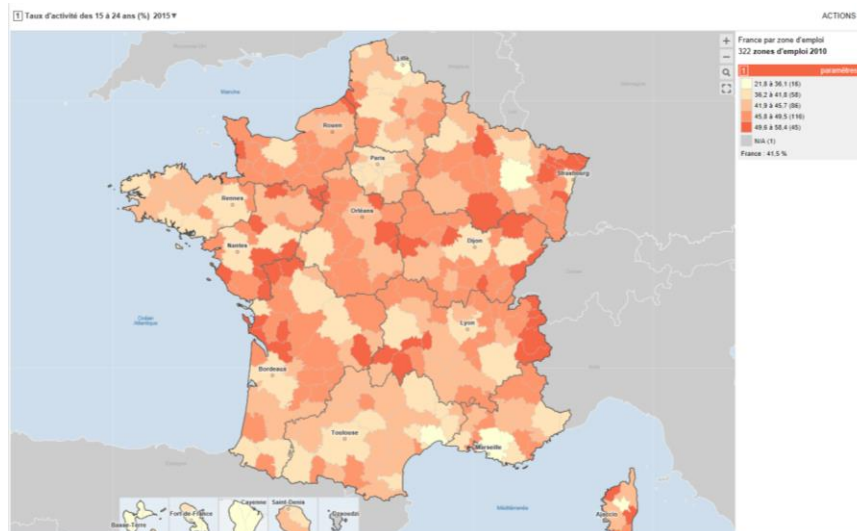 1 Taux d'activité des 15 à 24 ans (%) 2015▼
ACTIONS
France par zone d'emploi
322 zones d'emploi 2010
1 paramètres
21,8 à 36,1 (16)
36,2 à 41,8 (58)
41,9 à 45,7 (86)
45,8 à 49,5 (116)
49,6 à 58,4 (45)
N/A (1)
France : 41,5 %
Manche
Lille
Rouen
Paris
Strasbourg
Rennes
Orléans
Nantes
Dijon
Océan
Atlantique
Lyon
Bordeaux
Toulouse
Marseille
Méditerranée
Ajaccio
Basse-Terre
Fort-de-France
Cayenne
Saint-Denis